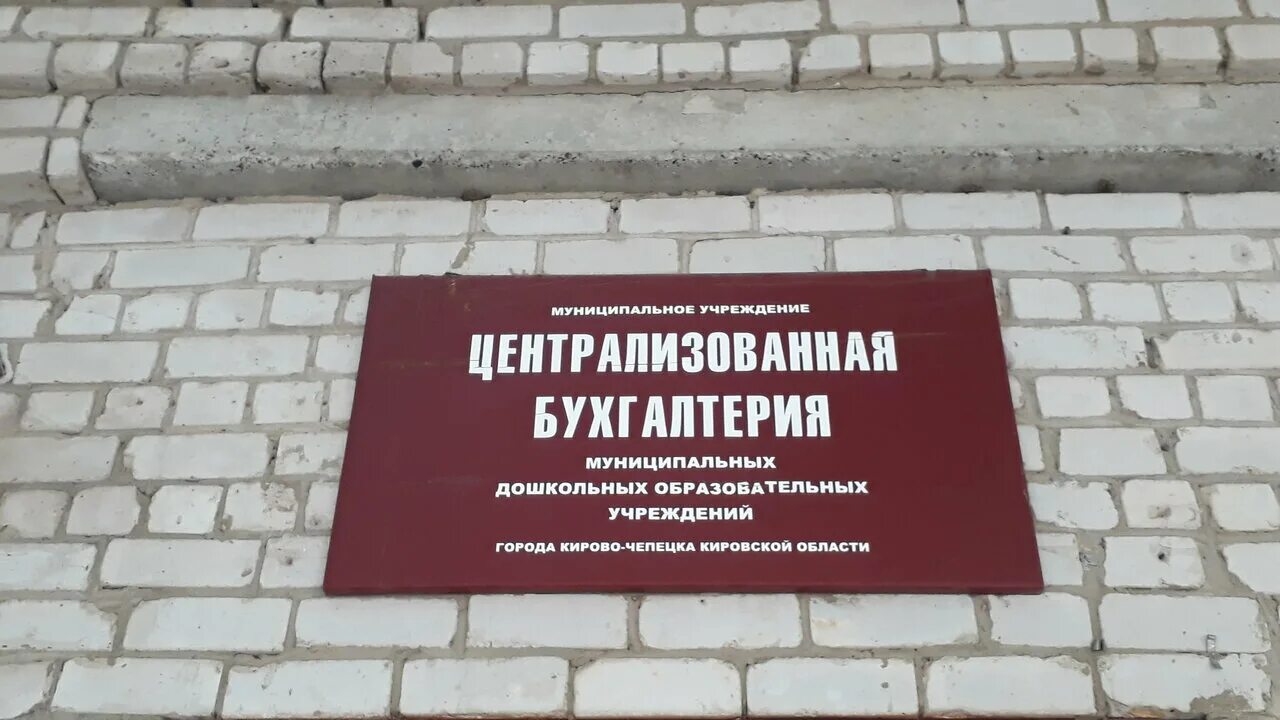 МУНИЦИПАЛЬНОЕ УЧРЕЖДЕНИЕ
ЦЕНТРАЛИЗОВАННАЯ
БУХГАЛТЕРИЯ
МУНИЦИПАЛЬНЫХ
ДОШКОЛЬНЫХ ОБРАЗОВАТЕЛЬНЫХ
УЧРЕЖДЕНИЙ
ГОРОДА КИРОВО-ЧЕПЕЦКА КИРОВСКОЙ ОБЛАСТИ